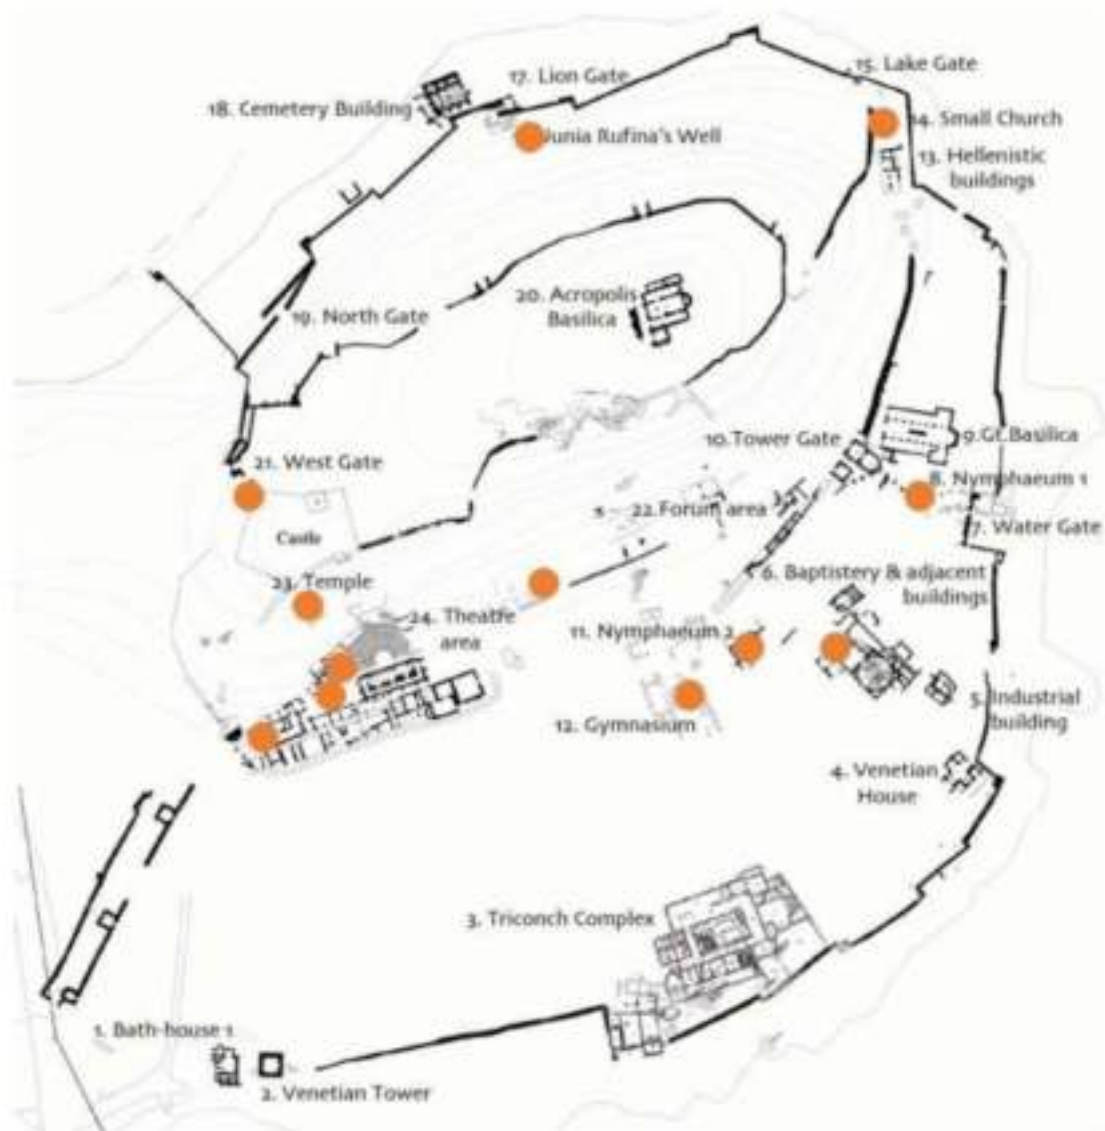 17. Lion Gate
15. Lake Gate
18. Cemetery Building
Junia Rufina's Well
14. Small Church
13. Hellenistic
buildings
20. Acropolis
Basilica
19. North Gate
10. Tower Gate
9. Gt. Basilica
21. West Gate
8. Nymphaeum 1
22. Forum area
7. Water Gate
Castle
23. Temple
6. Baptistery & adjacent
buildings
24. Theatre
area
11. Nymphaeum 2
12. Gymnasium
5. Industrial
building
4. Venetian
House
3. Triconch Complex
1. Bath-house 1
2. Venetian Tower